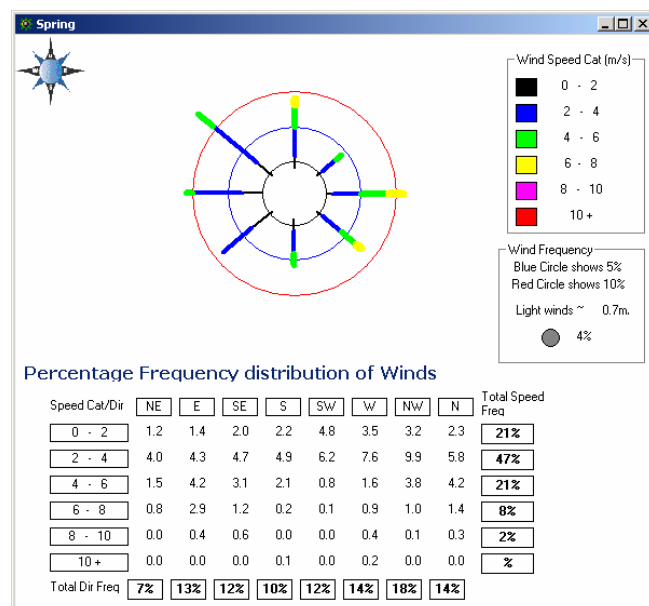 Spring
Wind Speed Cat (m/s)
0 - 2
2 - 4
4 - 6
6 - 8
8 - 10
10 +
Wind Frequency
Blue Circle shows 5%
Red Circle shows 10%
Light winds ~ 0.7m.
4%
Percentage Frequency distribution of Winds
Speed Cat/Dir NE E SE S SW W NW N Total Speed Freq
0 - 2 1.2 1.4 2.0 2.2 4.8 3.5 3.2 2.3 21%
2 - 4 4.0 4.3 4.7 4.9 6.2 7.6 9.9 5.8 47%
4 - 6 1.5 4.2 3.1 2.1 0.8 1.6 3.8 4.2 21%
6 - 8 0.8 2.9 1.2 0.2 0.1 0.9 1.0 1.4 8%
8 - 10 0.0 0.4 0.6 0.0 0.0 0.4 0.1 0.3 2%
10 + 0.0 0.0 0.0 0.1 0.0 0.2 0.0 0.0 %
Total Dir Freq 7% 13% 12% 10% 12% 14% 18% 14%